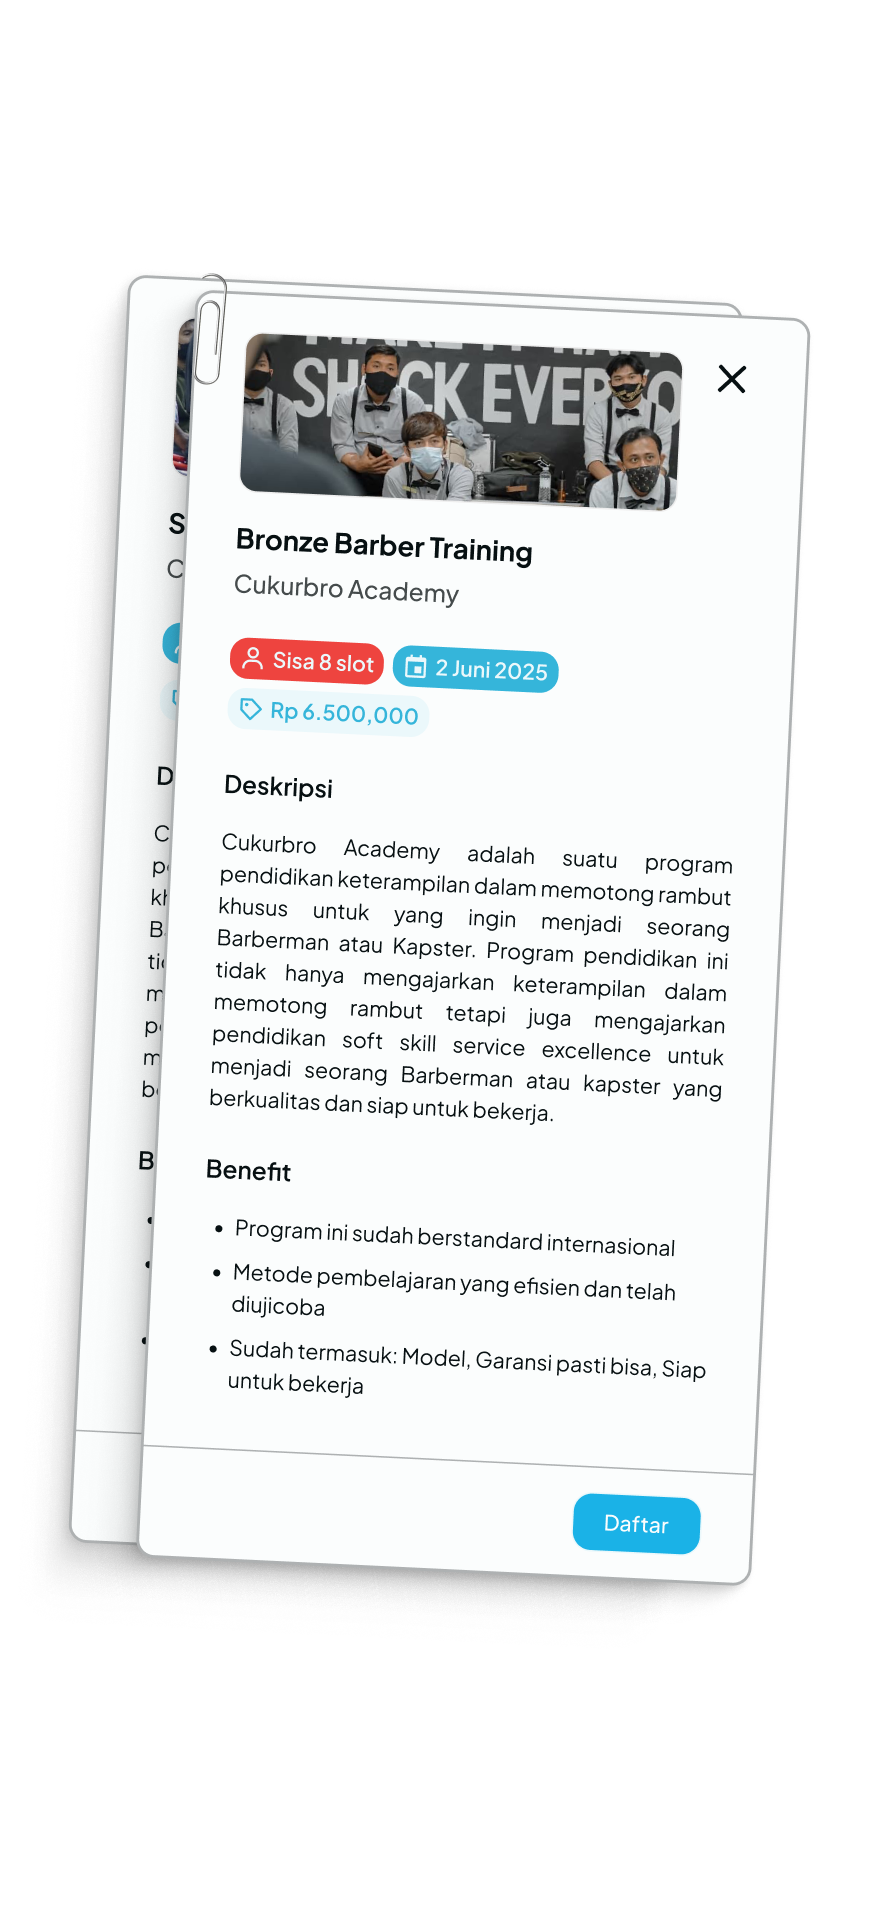 SHOCK EVERYO
Bronze Barber Training
Cukurbro Academy
Sisa 8 slot
2 Juni 2025
Rp 6.500,000
Deskripsi
Cukurbro Academy adalah suatu program
pendidikan keterampilan dalam memotong rambut
khusus untuk yang ingin menjadi seorang
Barberman atau Kapster. Program pendidikan ini
tidak hanya mengajarkan keterampilan dalam
memotong rambut tetapi juga mengajarkan
pendidikan soft skill service excellence untuk
menjadi seorang Barberman atau kapster yang
berkualitas dan siap untuk bekerja.
Benefit
• Program ini sudah berstandard internasional
• Metode pembelajaran yang efisien dan telah
diujicoba
• Sudah termasuk: Model, Garansi pasti bisa, Siap
untuk bekerja
Daftar